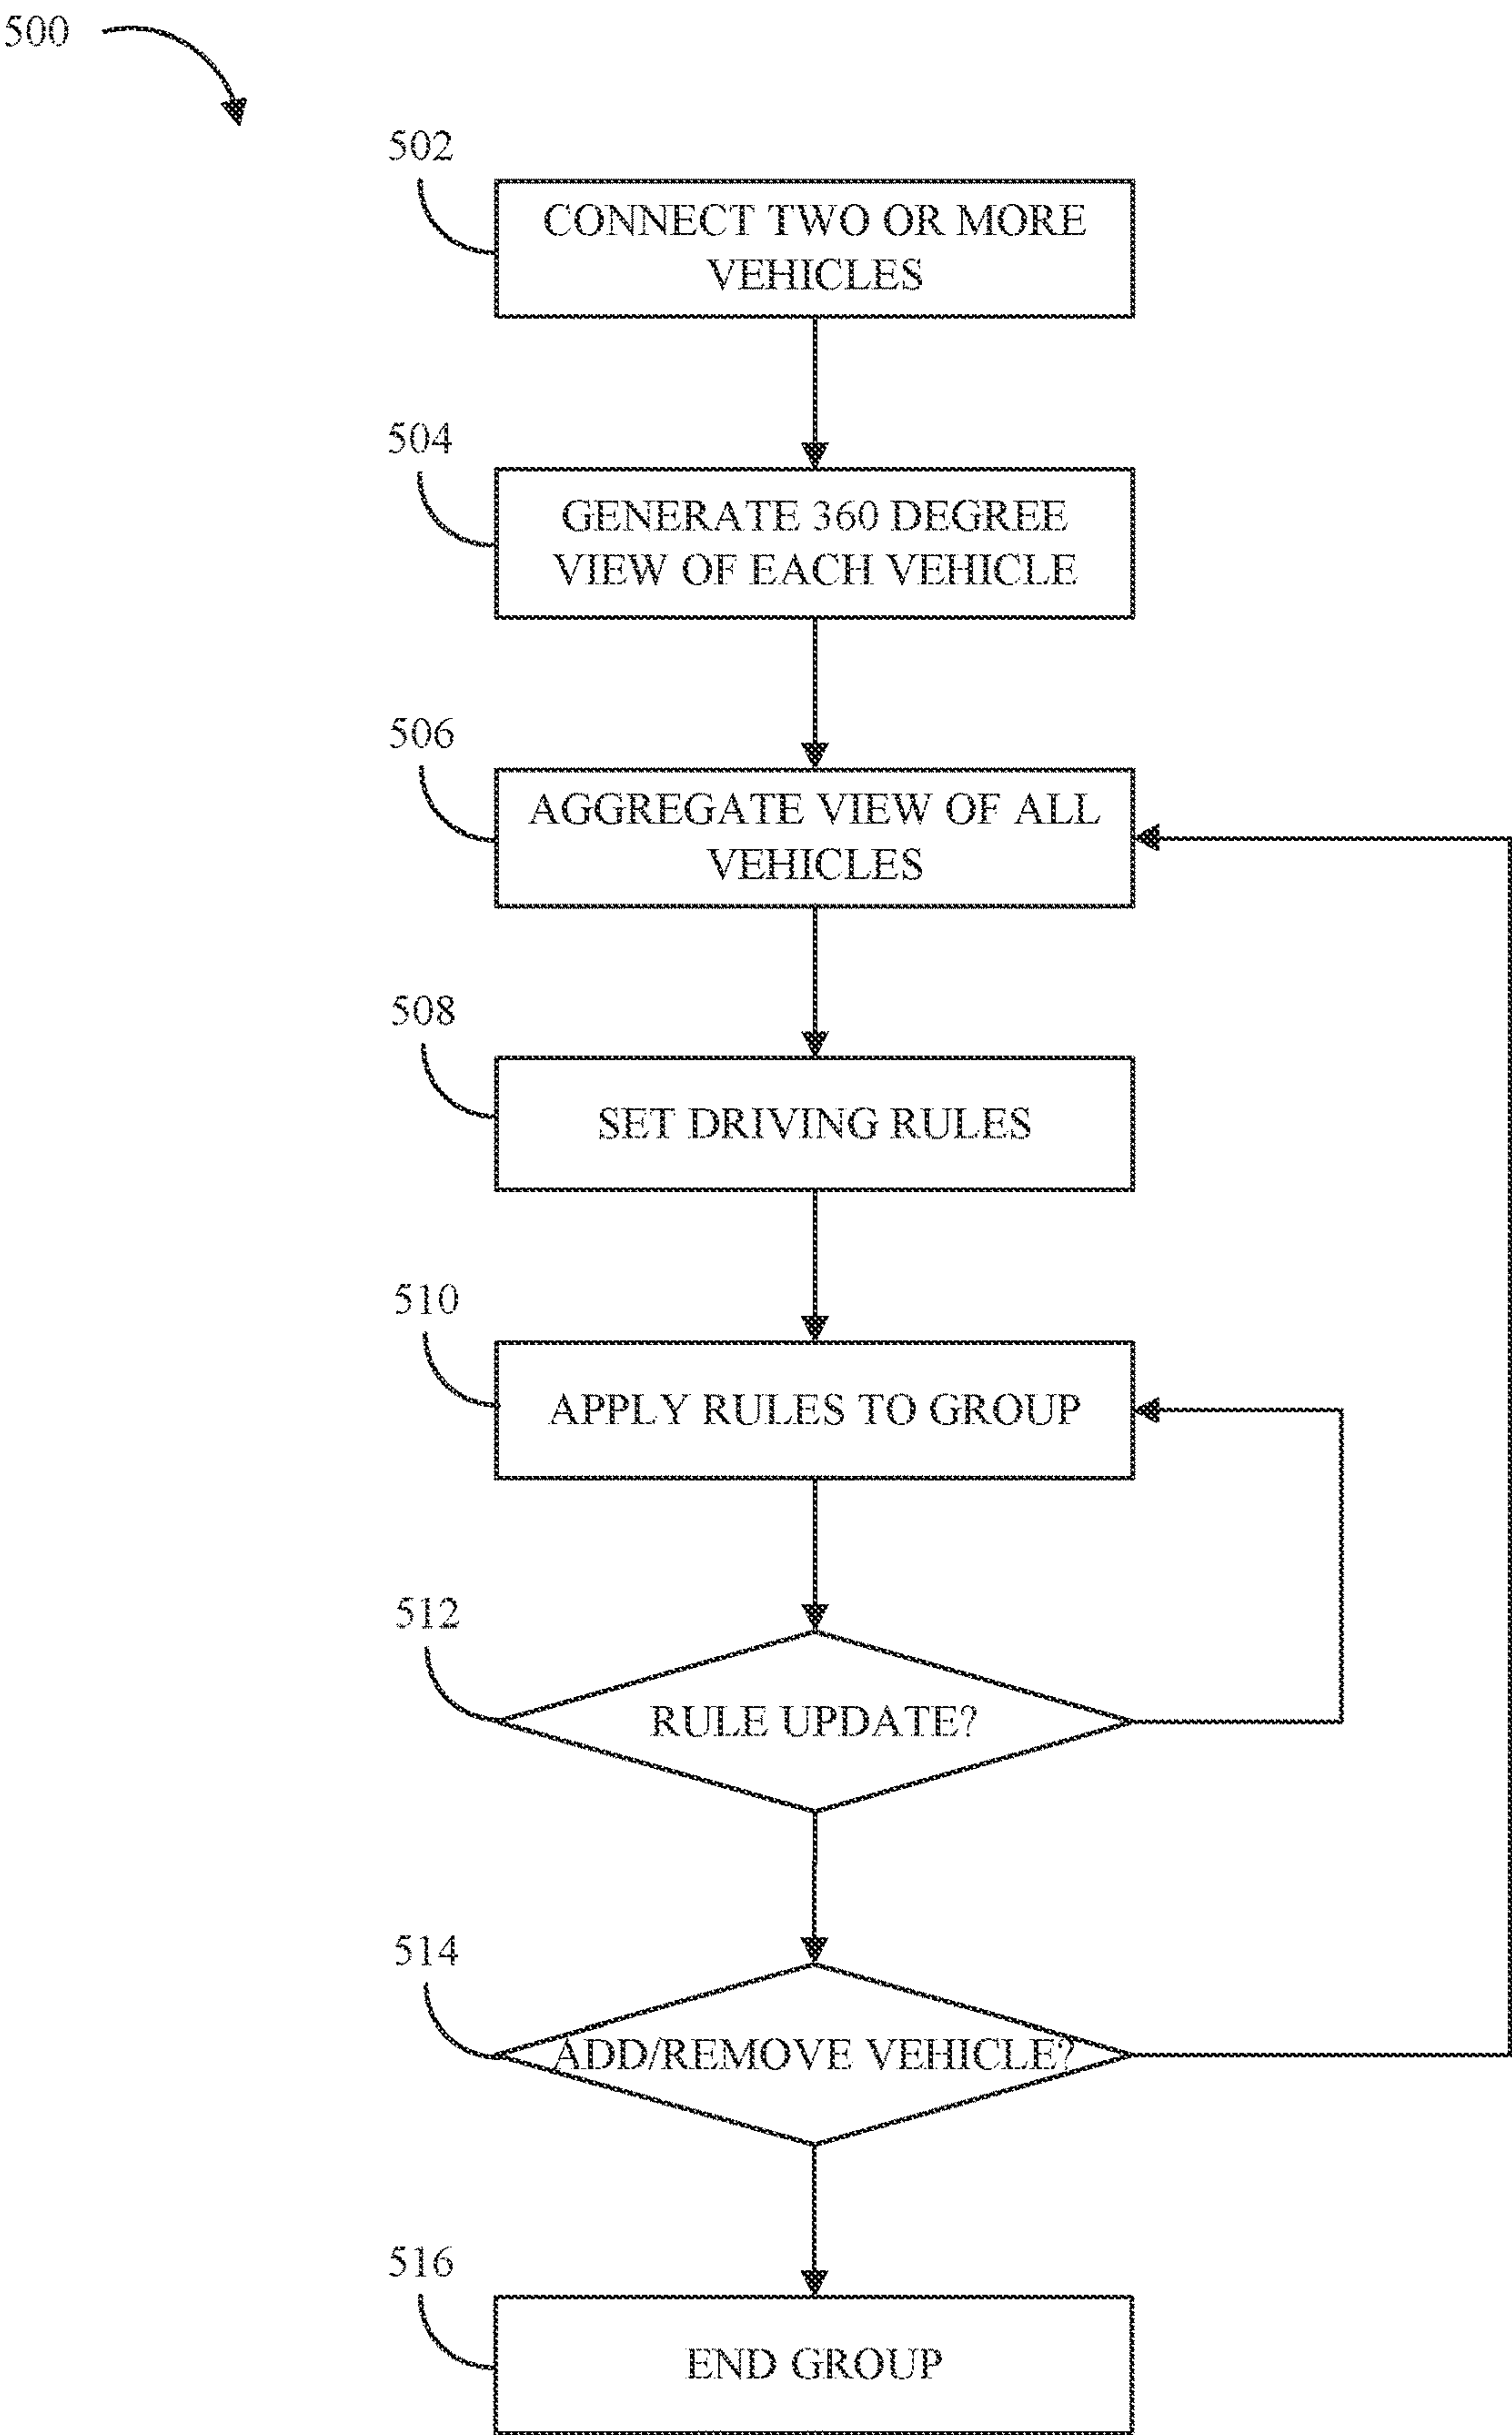 500
502
CONNECT TWO OR MORE
VEHICLES
504
GENERATE 360 DEGREE
VIEW OF EACH VEHICLE
506
AGGREGATE VIEW OF ALL
VEHICLES
508
SET DRIVING RULES
510
APPLY RULES TO GROUP
512
RULE UPDATE?
514
ADD/REMOVE VEHICLE?
516
END GROUP